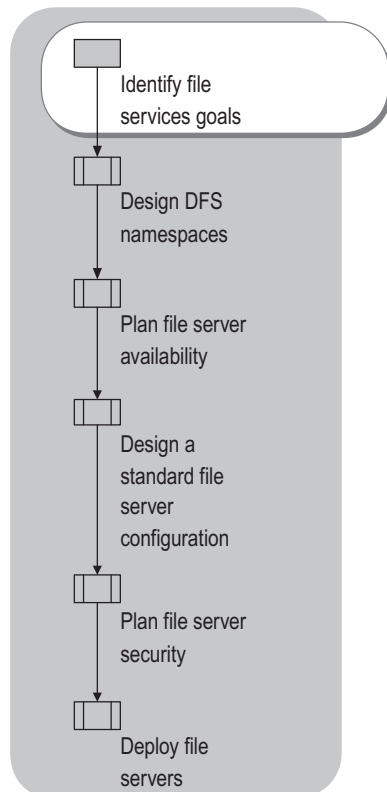 Identify file
services goals
Design DFS
namespaces
Plan file server
availability
Design a
standard file
server
configuration
Plan file server
security
Deploy file
servers